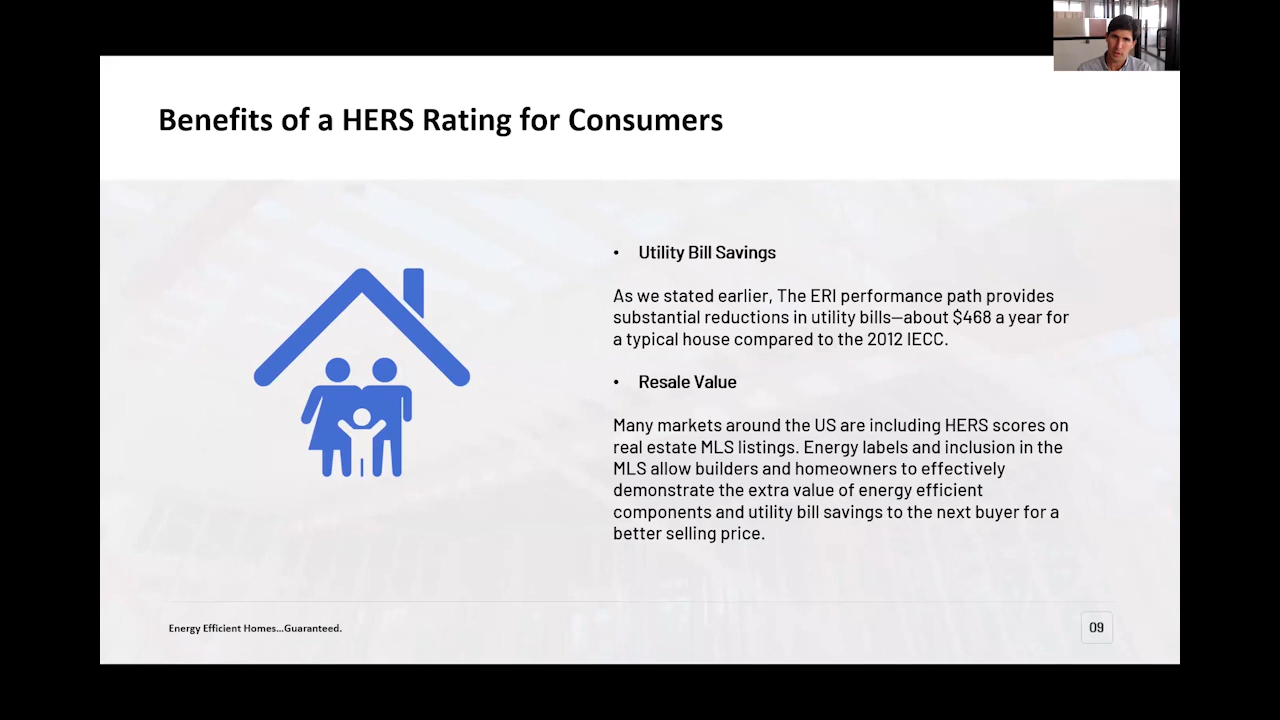 Benefits of a HERS Rating for Consumers
• Utility Bill Savings
As we stated earlier, The ERI performance path provides
substantial reductions in utility bills—about $468 a year for
a typical house compared to the 2012 IECC.
• Resale Value
Many markets around the US are including HERS scores on
real estate MLS listings. Energy labels and inclusion in the
MLS allow builders and homeowners to effectively
demonstrate the extra value of energy efficient
components and utility bill savings to the next buyer for a
better selling price.
Energy Efficient Homes...Guaranteed.
09